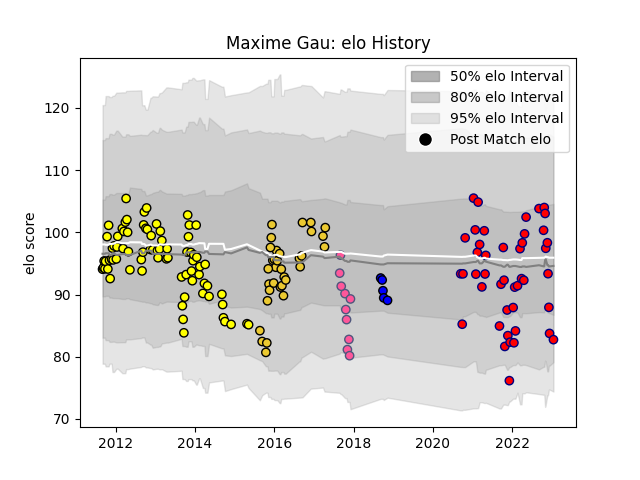 Maxime Gau: elo History
50% elo Interval
80% elo Interval
95% elo Interval
Post Match elo
elo score
120
110
100
90
80
70
2012
2014
2016
2018
2020
2022